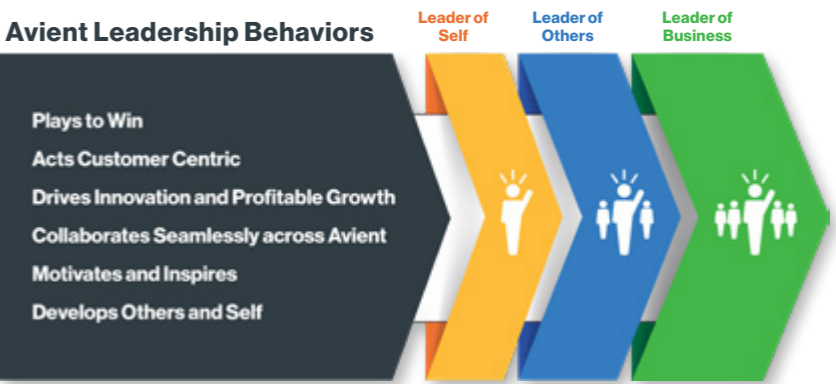 Avient Leadership Behaviors
Leader of
Self
Leader of
Others
Leader of
Business
Plays to Win
Acts Customer Centric
Drives Innovation and Profitable Growth
Collaborates Seamlessly across Avient
Motivates and Inspires
Develops Others and Self